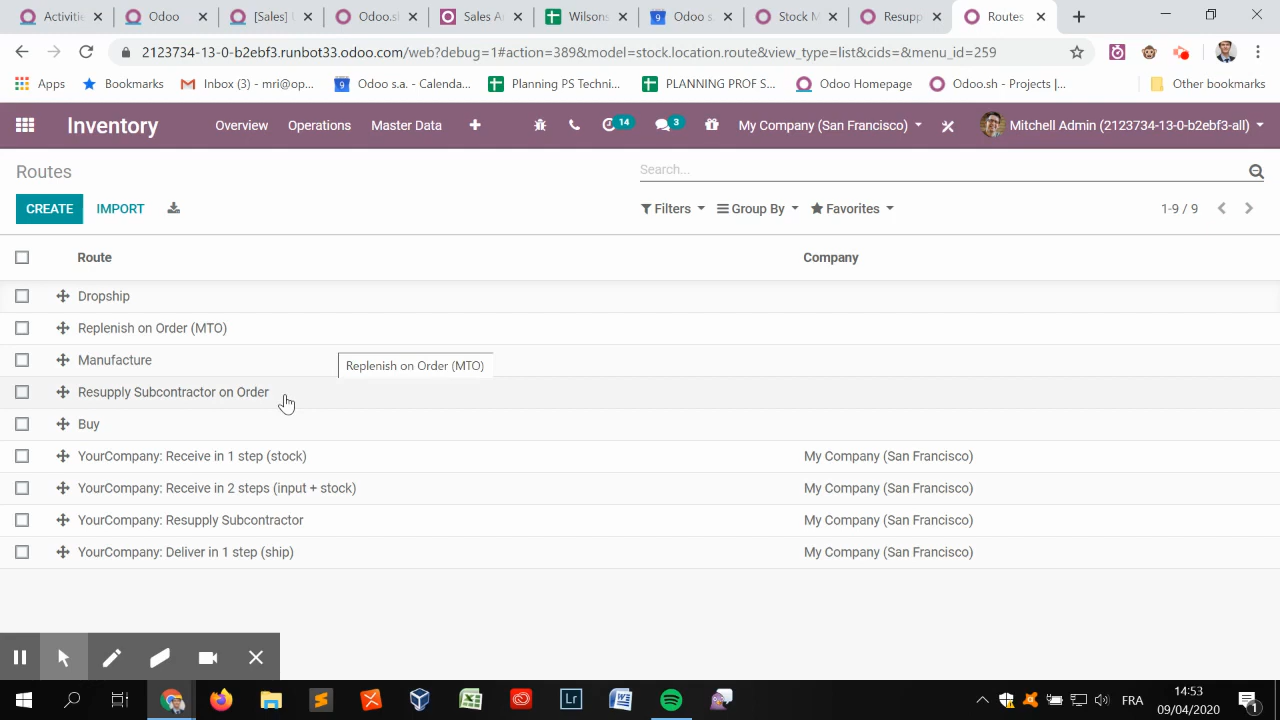 Activitie
Odoo
[Sales]
Odoo.sh
Sales A
Wilsons
Odoo s
Stock M
Resupp
Routes
2123734-13-0-b2ebf3.runbot33.odoo.com/web?debug=1#action=389&model=stock.location.route&view_type=list&cids=&menu_id=259
Apps
Bookmarks
Inbox (3) - mri@op...
9
Odoo s.a. - Calenda...
Planning PS Techni...
PLANNING PROF S...
Odoo Homepage
Odoo.sh - Projects |...
Other bookmarks
Inventory
Overview
Operations
Master Data
14
3
My Company (San Francisco)
Mitchell Admin (2123734-13-0-b2ebf3-all)
Routes
Search...
CREATE
IMPORT
Filters
Group By
Favorites
1-9 / 9
Route
Company
Dropship
Replenish on Order (MTO)
Manufacture
Replenish on Order (MTO)
Resupply Subcontractor on Order
Buy
YourCompany: Receive in 1 step (stock)
My Company (San Francisco)
YourCompany: Receive in 2 steps (input + stock)
My Company (San Francisco)
YourCompany: Resupply Subcontractor
My Company (San Francisco)
YourCompany: Deliver in 1 step (ship)
My Company (San Francisco)
Lr
FRA
14:53
09/04/2020
1